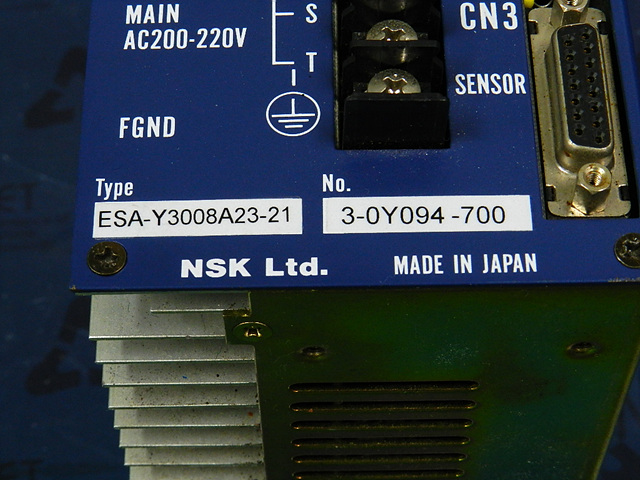 MAIN
AC200-220V
S
T
CN3
SENSOR
FGND
Type
ESA-Y3008A23-21
No.
3-0Y094-700
NSK Ltd.
MADE IN JAPAN